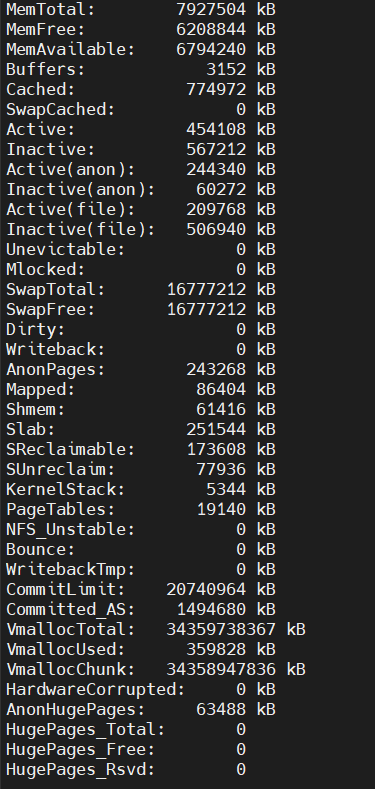 MemTotal:        7927504 kB
MemFree:         6208844 kB
MemAvailable:    6794240 kB
Buffers:            3152 kB
Cached:           774972 kB
SwapCached:            0 kB
Active:           454108 kB
Inactive:         567212 kB
Active(anon):     244340 kB
Inactive(anon):    60272 kB
Active(file):     209768 kB
Inactive(file):   506940 kB
Unevictable:           0 kB
Mlocked:               0 kB
SwapTotal:      16777212 kB
SwapFree:       16777212 kB
Dirty:                 0 kB
Writeback:             0 kB
AnonPages:        243268 kB
Mapped:            86404 kB
Shmem:             61416 kB
Slab:             251544 kB
SReclaimable:     173608 kB
SUnreclaim:        77936 kB
KernelStack:        5344 kB
PageTables:        19140 kB
NFS_Unstable:          0 kB
Bounce:                0 kB
WritebackTmp:          0 kB
CommitLimit:    20740964 kB
Committed_AS:    1494680 kB
VmallocTotal:   34359738367 kB
VmallocUsed:      359828 kB
VmallocChunk:   34358947836 kB
HardwareCorrupted:     0 kB
AnonHugePages:     63488 kB
HugePages_Total:       0
HugePages_Free:        0
HugePages_Rsvd:        0